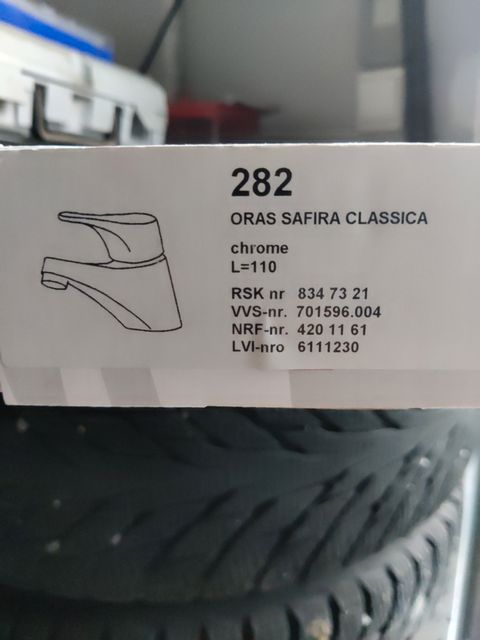 282
ORAS SAFIRA CLASSICA
chrome
L=110
RSK nr 834 73 21
VVS-nr. 701596.004
NRF-nr. 420 11 61
LVI-nro 6111230